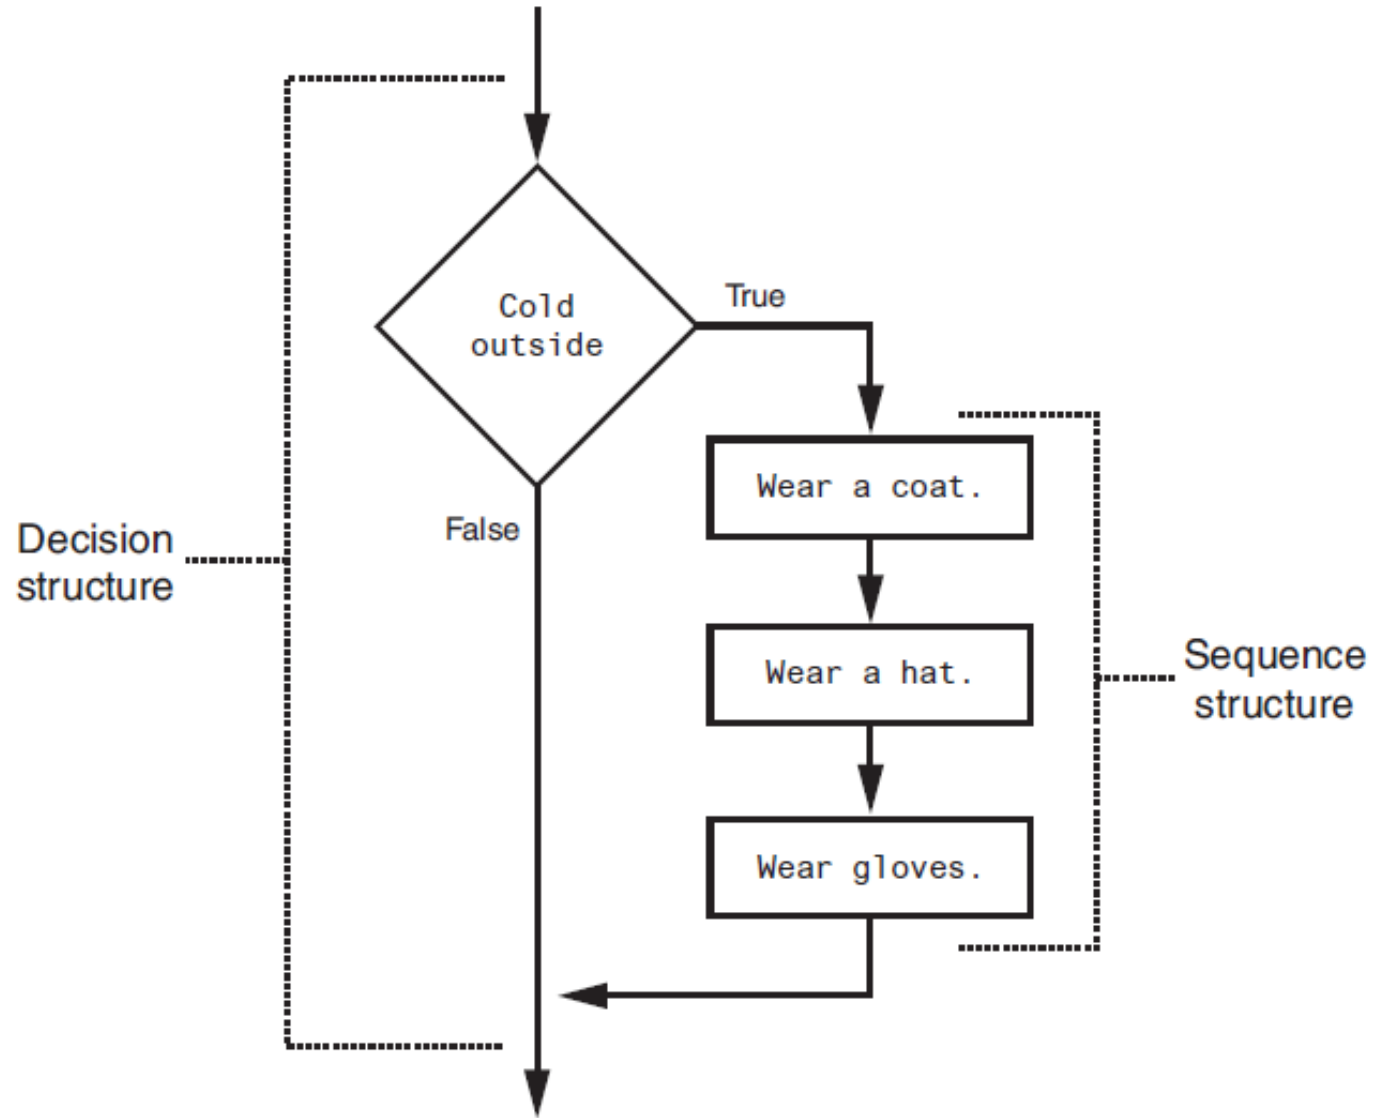 Cold
outside
True
False
Wear a coat.
Decision
structure
Wear a hat.
Sequence
structure
Wear gloves.